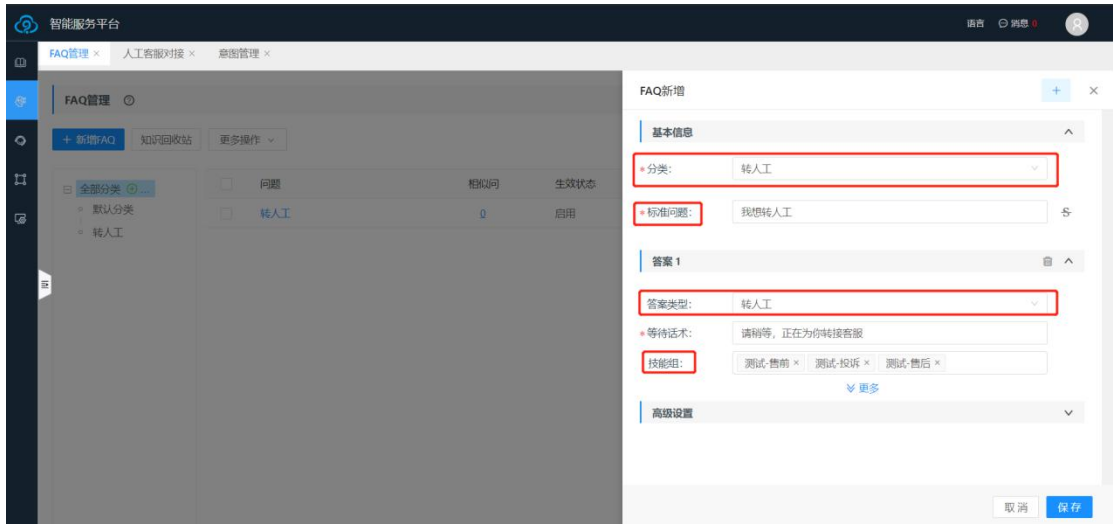 智能服务平台 语言 消息 0
FAQ管理 × 人工客服对接 × 意图管理 ×
FAQ管理
+ 新增FAQ 知识回收站 更多操作
全部分类 ...
默认分类
转人工
问题 相似问 生效状态
转人工 0 启用
FAQ新增 + ×
基本信息
* 分类: 转人工
* 标准问题: 我想转人工
答案 1
答案类型: 转人工
* 等待话术: 请稍等，正在为你转接客服
技能组: 测试-售前 × 测试-投诉 × 测试-售后 ×
更多
高级设置
取消 保存